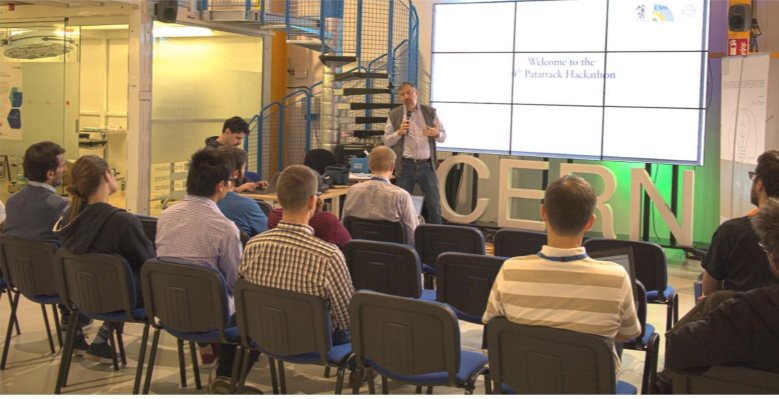 Welcome to the
4th Patatrack Hackathon
CERN